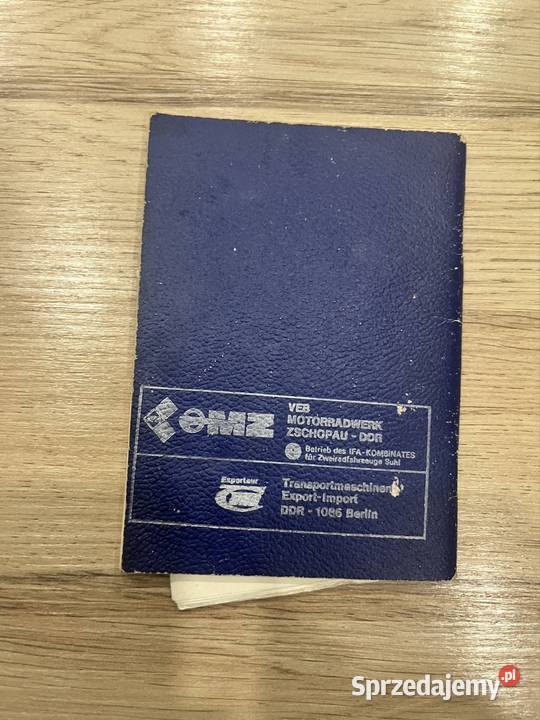 MZ
VEB
MOTORRADWERK
ZSCHOPAU - DDR
Betrieb des IFA-KOMBINATES
für Zweiradfahrzeuge Suhl
Exporteur
Transportmaschinen
Export-Import
DDR - 1086 Berlin
Sprzedajemy.pl